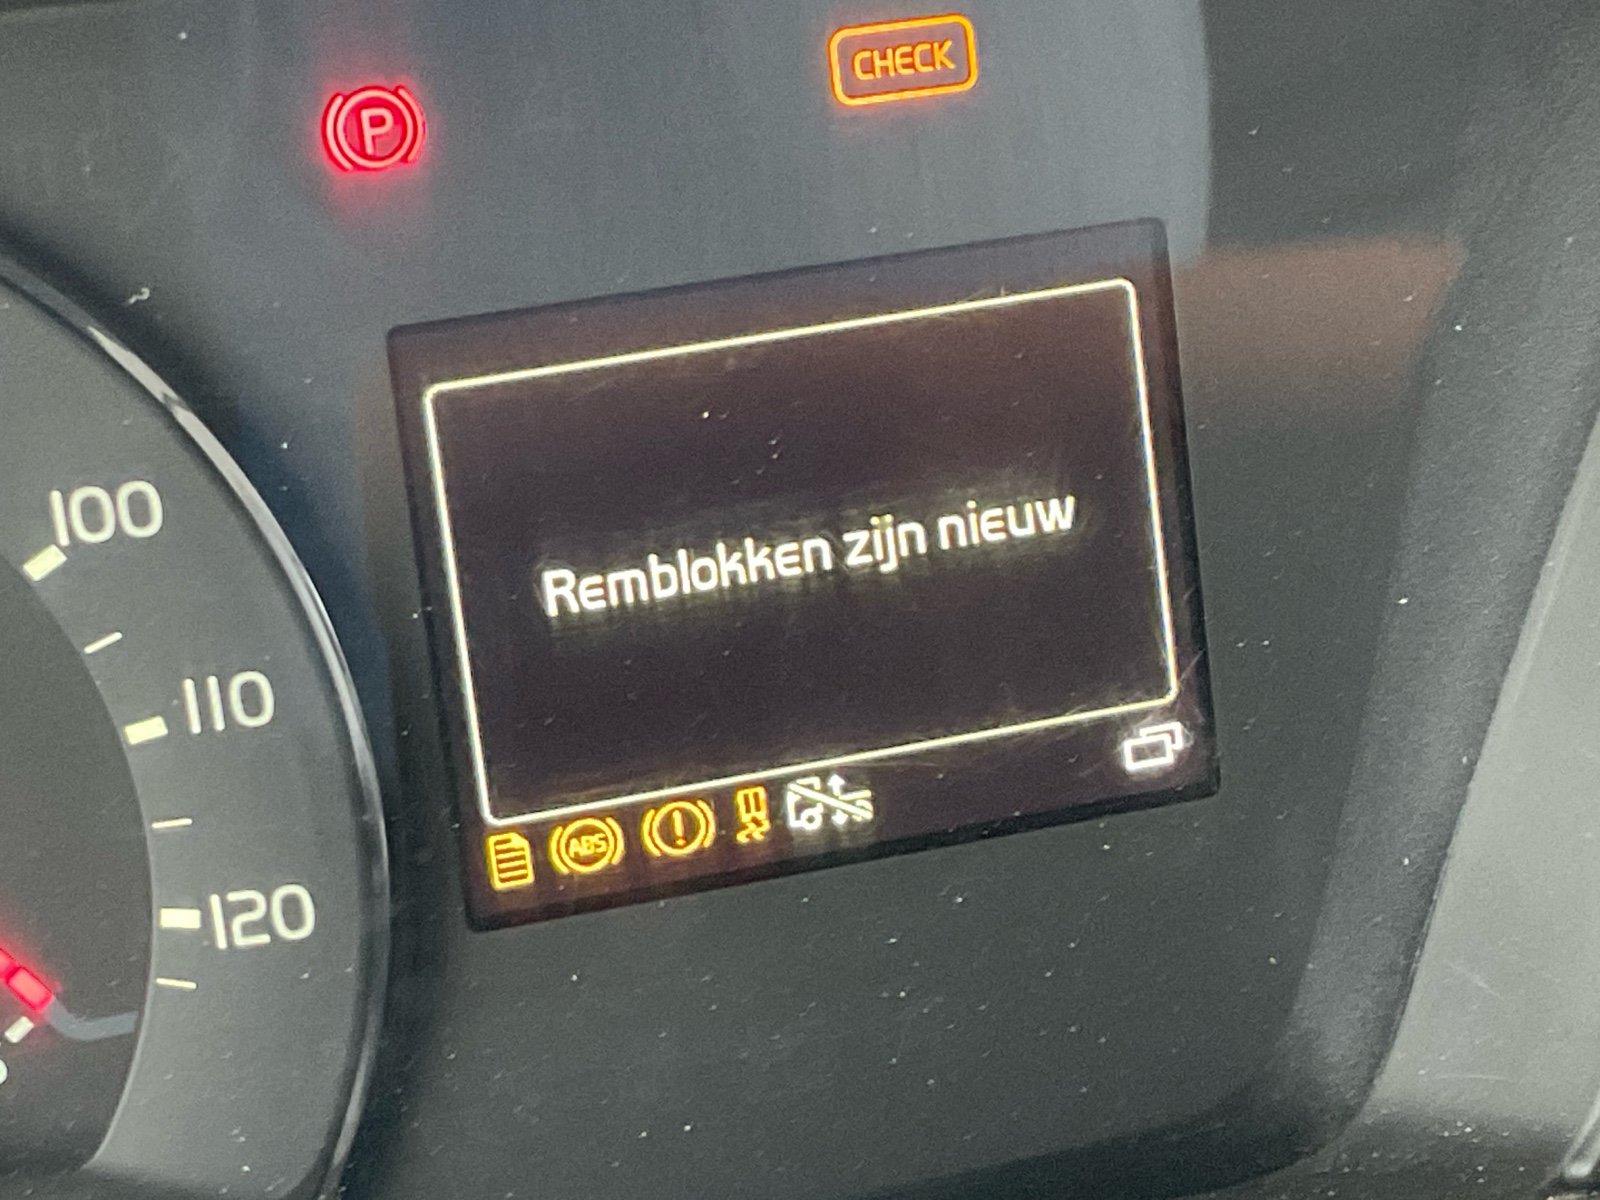 P
CHECK
100
Remblokken zijn nieuw
110
ABS
!
120